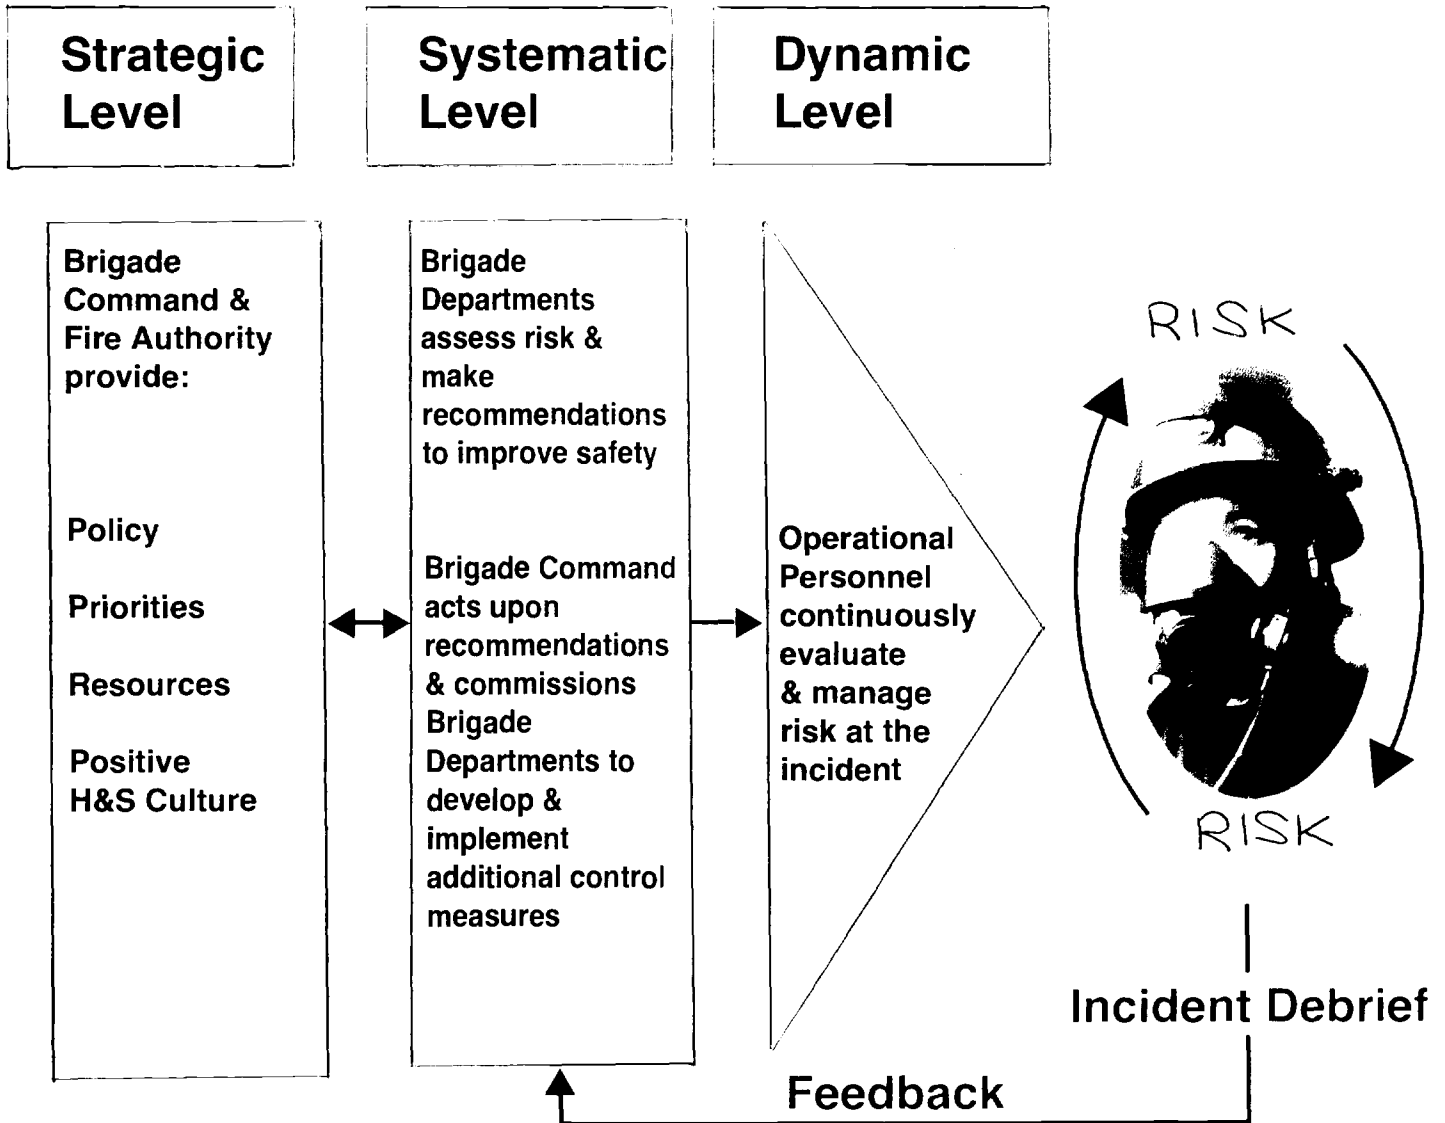 Strategic
Level
Systematic
Level
Dynamic
Level
Brigade
Command &
Fire Authority
provide:
Policy
Priorities
Resources
Positive
H&S Culture
Brigade
Departments
assess risk &
make
recommendations
to improve safety
Brigade Command
acts upon
recommendations
& commissions
Brigade
Departments to
develop &
implement
additional control
measures
Operational
Personnel
continuously
evaluate
& manage
risk at the
incident
RISK
RISK
Incident Debrief
Feedback